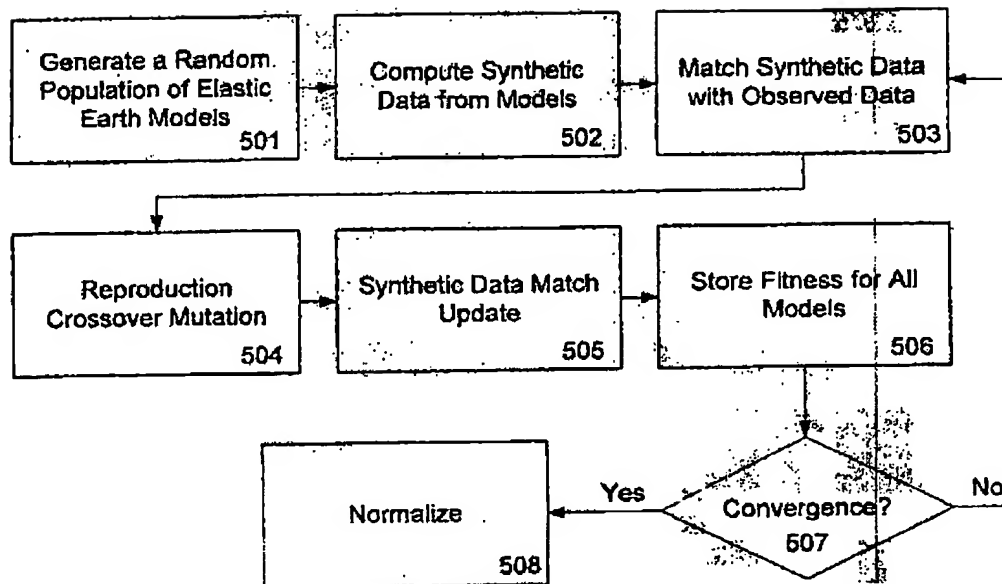 Generate a Random
Population of Elastic
Earth Models
501
Compute Synthetic
Data from Models
502
Match Synthetic Data
with Observed Data
503
Reproduction
Crossover Mutation
504
Synthetic Data Match
Update
505
Store Fitness for All
Models
506
Convergence?
507
Yes
No
Normalize
508